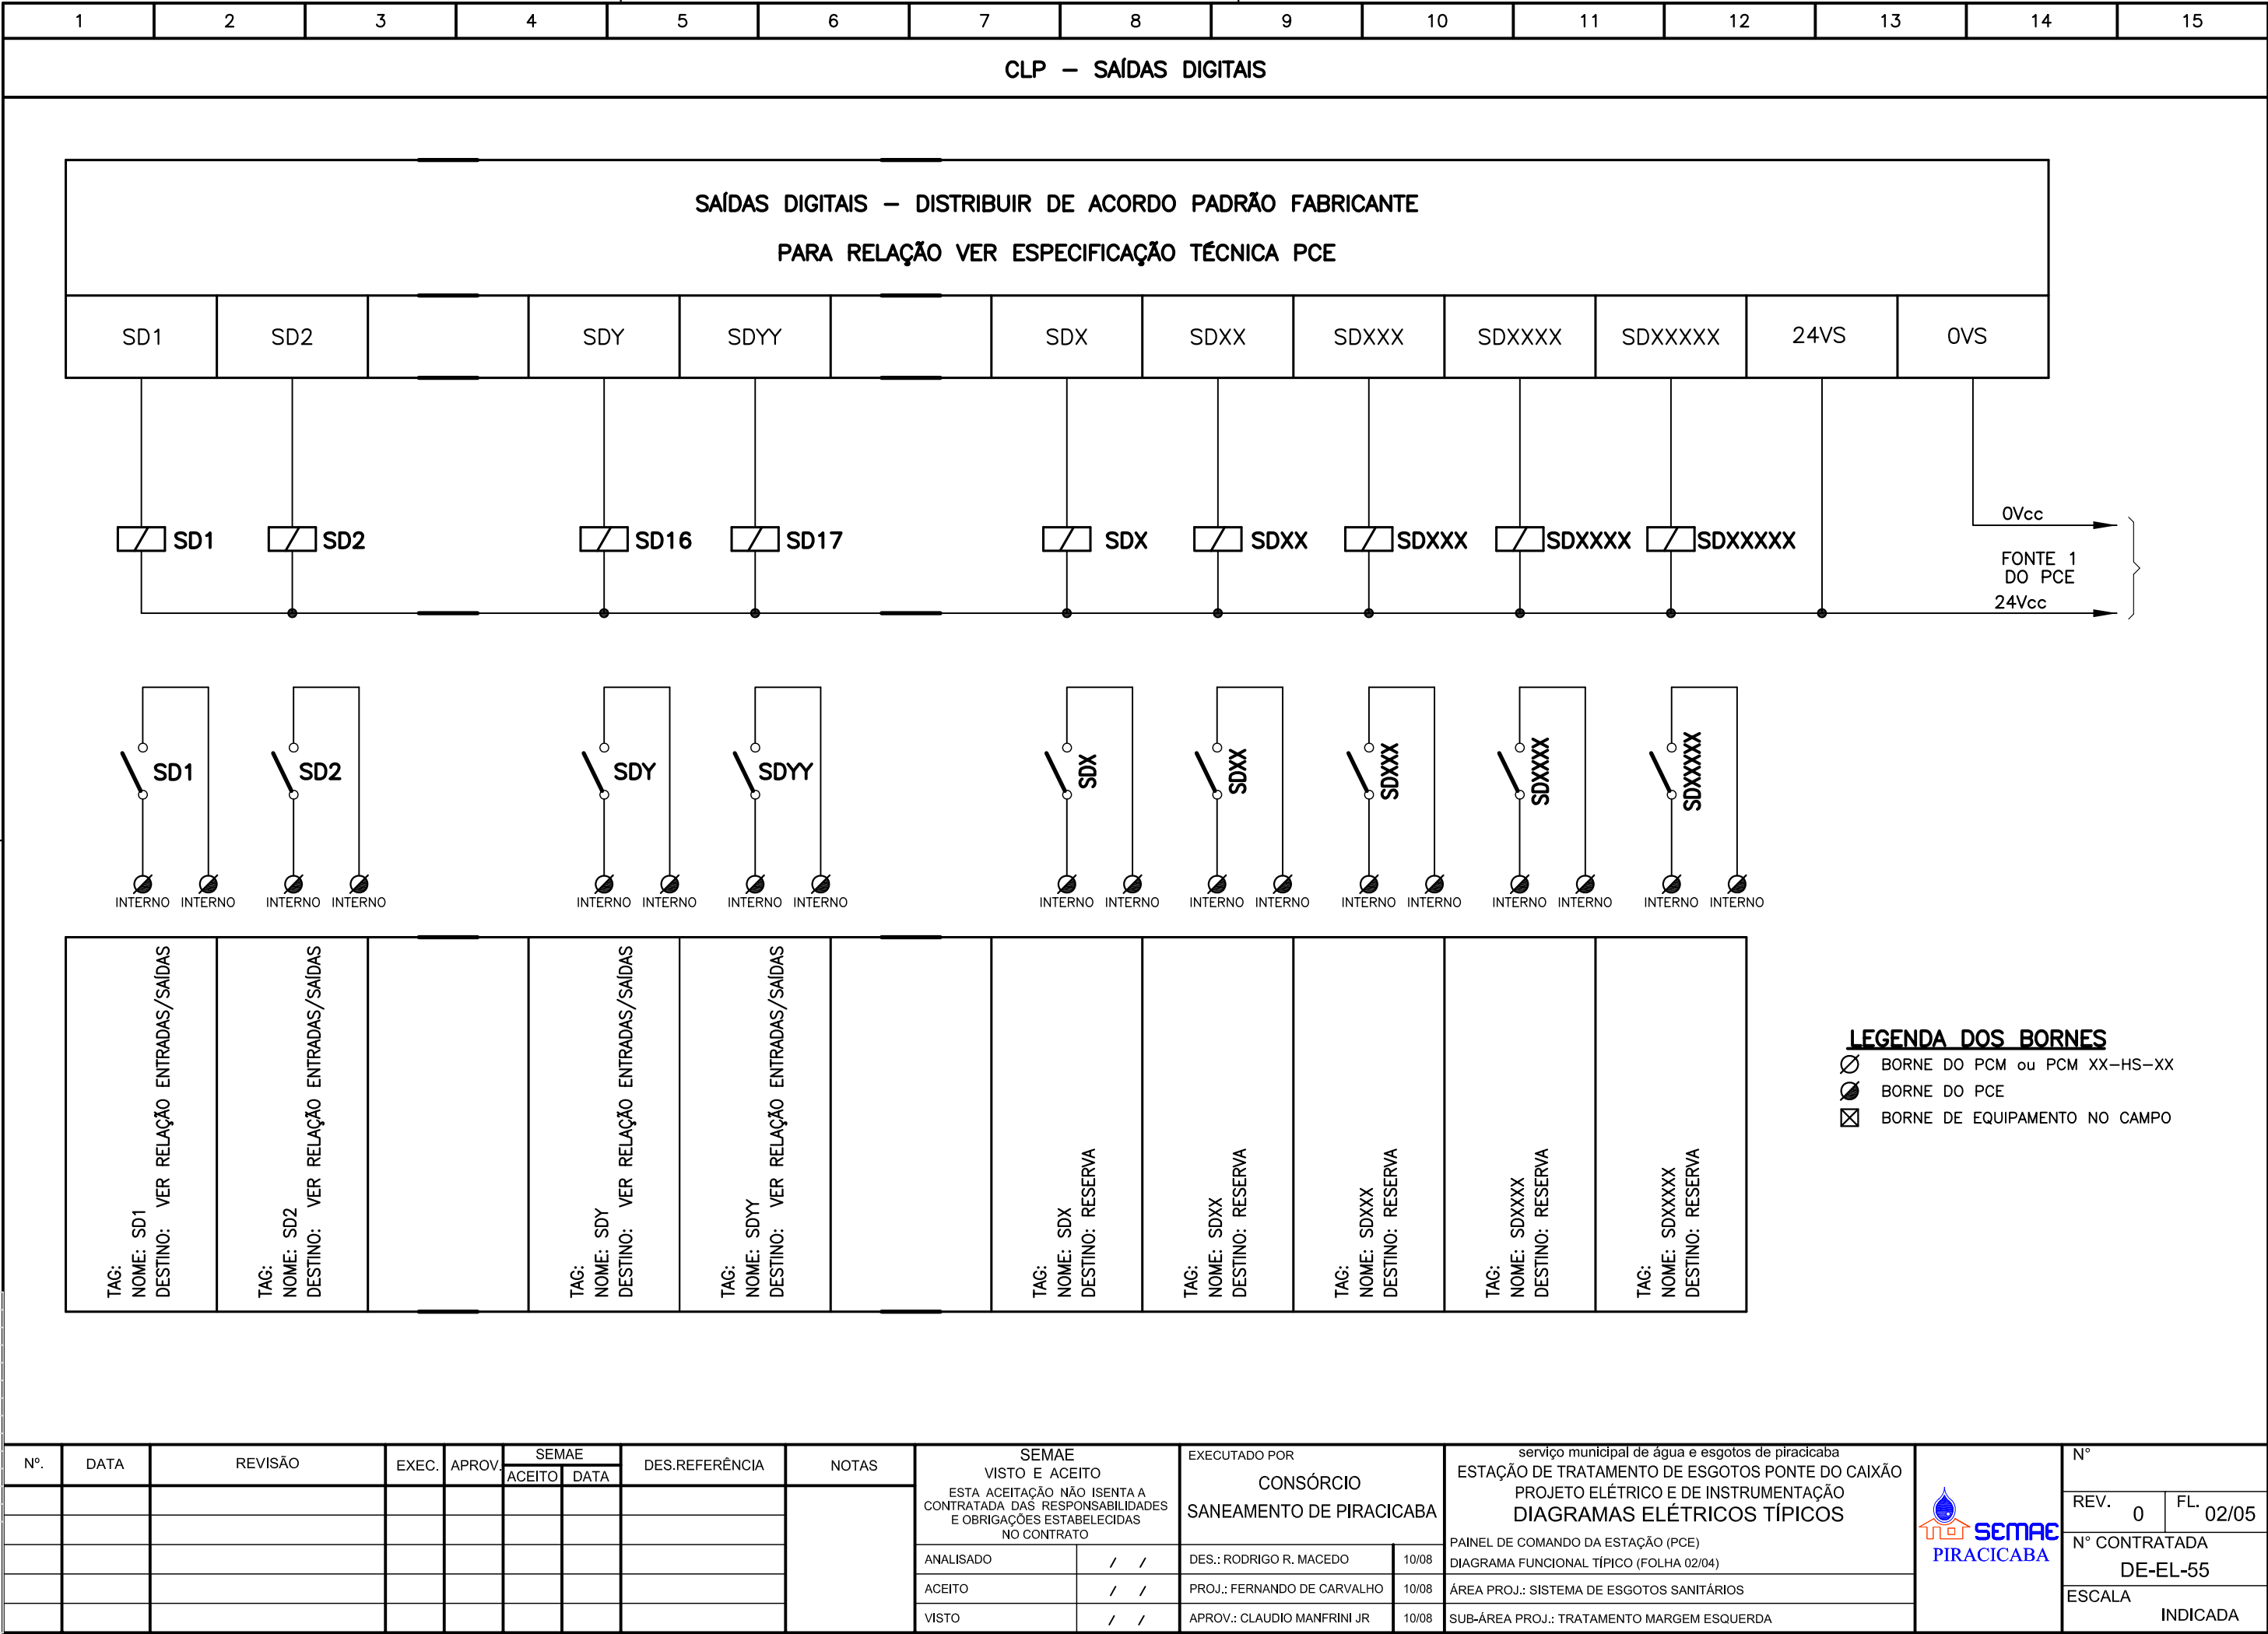 1 2 3 4 5 6 7 8 9 10 11 12 13 14 15
CLP – SAÍDAS DIGITAIS
SAÍDAS DIGITAIS – DISTRIBUIR DE ACORDO PADRÃO FABRICANTE
PARA RELAÇÃO VER ESPECIFICAÇÃO TÉCNICA PCE
SD1 SD2 SDY SDYY SDX SDXX SDXXX SDXXXX SDXXXXX 24VS 0VS
0Vcc
SD1 SD2 SD16 SD17 SDX SDXX SDXXX SDXXXX SDXXXXX
FONTE 1
DO PCE
24Vcc
SD1 SD2 SDY SDYY SDX SDXX SDXXX SDXXXX SDXXXXX
INTERNO INTERNO INTERNO INTERNO INTERNO INTERNO INTERNO INTERNO INTERNO INTERNO INTERNO INTERNO INTERNO INTERNO INTERNO INTERNO INTERNO INTERNO
TAG:
NOME: SD1
DESTINO: VER RELAÇÃO ENTRADAS/SAÍDAS
TAG:
NOME: SD2
DESTINO: VER RELAÇÃO ENTRADAS/SAÍDAS
TAG:
NOME: SDY
DESTINO: VER RELAÇÃO ENTRADAS/SAÍDAS
TAG:
NOME: SDYY
DESTINO: VER RELAÇÃO ENTRADAS/SAÍDAS
TAG:
NOME: SDX
DESTINO: RESERVA
TAG:
NOME: SDXX
DESTINO: RESERVA
TAG:
NOME: SDXXX
DESTINO: RESERVA
TAG:
NOME: SDXXXX
DESTINO: RESERVA
TAG:
NOME: SDXXXXXX
DESTINO: RESERVA
LEGENDA DOS BORNES
BORNE DO PCM ou PCM XX–HS–XX
BORNE DO PCE
BORNE DE EQUIPAMENTO NO CAMPO
Nº. DATA REVISÃO EXEC. APROV. SEMAE DES.REFERÊNCIA NOTAS
ACEITO DATA
SEMAE
VISTO E ACEITO
ESTA ACEITAÇÃO NÃO ISENTA A
CONTRATADA DAS RESPONSABILIDADES
E OBRIGAÇÕES ESTABELECIDAS
NO CONTRATO
ANALISADO / /
ACEITO / /
VISTO / /
EXECUTADO POR
CONSÓRCIO
SANEAMENTO DE PIRACICABA
DES.: RODRIGO R. MACEDO 10/08
PROJ.: FERNANDO DE CARVALHO 10/08
APROV.: CLAUDIO MANFRINI JR 10/08
serviço municipal de água e esgotos de piracicaba
ESTAÇÃO DE TRATAMENTO DE ESGOTOS PONTE DO CAIXÃO
PROJETO ELÉTRICO E DE INSTRUMENTAÇÃO
DIAGRAMAS ELÉTRICOS TÍPICOS
PAINEL DE COMANDO DA ESTAÇÃO (PCE)
DIAGRAMA FUNCIONAL TÍPICO (FOLHA 02/04)
ÁREA PROJ.: SISTEMA DE ESGOTOS SANITÁRIOS
SUB-ÁREA PROJ.: TRATAMENTO MARGEM ESQUERDA
SEMAE
PIRACICABA
N°
REV. 0 FL. 02/05
N° CONTRATADA
DE-EL-55
ESCALA
INDICADA